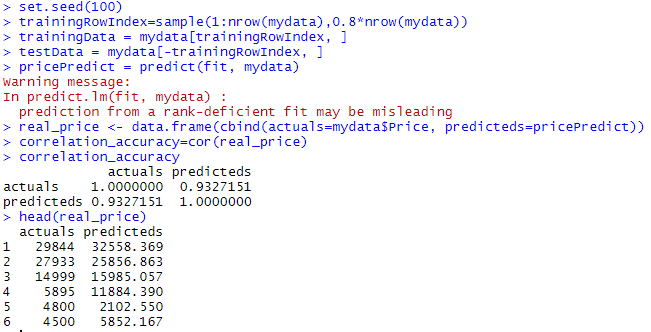 > set.seed(100)
> trainingRowIndex=sample(1:nrow(mydata),0.8*nrow(mydata))
> trainingData = mydata[trainingRowIndex, ]
> testData = mydata[-trainingRowIndex, ]
> pricePredict = predict(fit, mydata)
Warning message:
In predict.lm(fit, mydata) :
  prediction from a rank-deficient fit may be misleading
> real_price <- data.frame(cbind(actuals=mydata$Price, predicteds=pricePredict))
> correlation_accuracy=cor(real_price)
> correlation_accuracy
             actuals predicteds
actuals    1.0000000  0.9327151
predicteds 0.9327151  1.0000000
> head(real_price)
  actuals predicteds
1   29844  32558.369
2   27933  25856.863
3   14999  15985.057
4    5895  11884.390
5    4800   2102.550
6    4500   5852.167